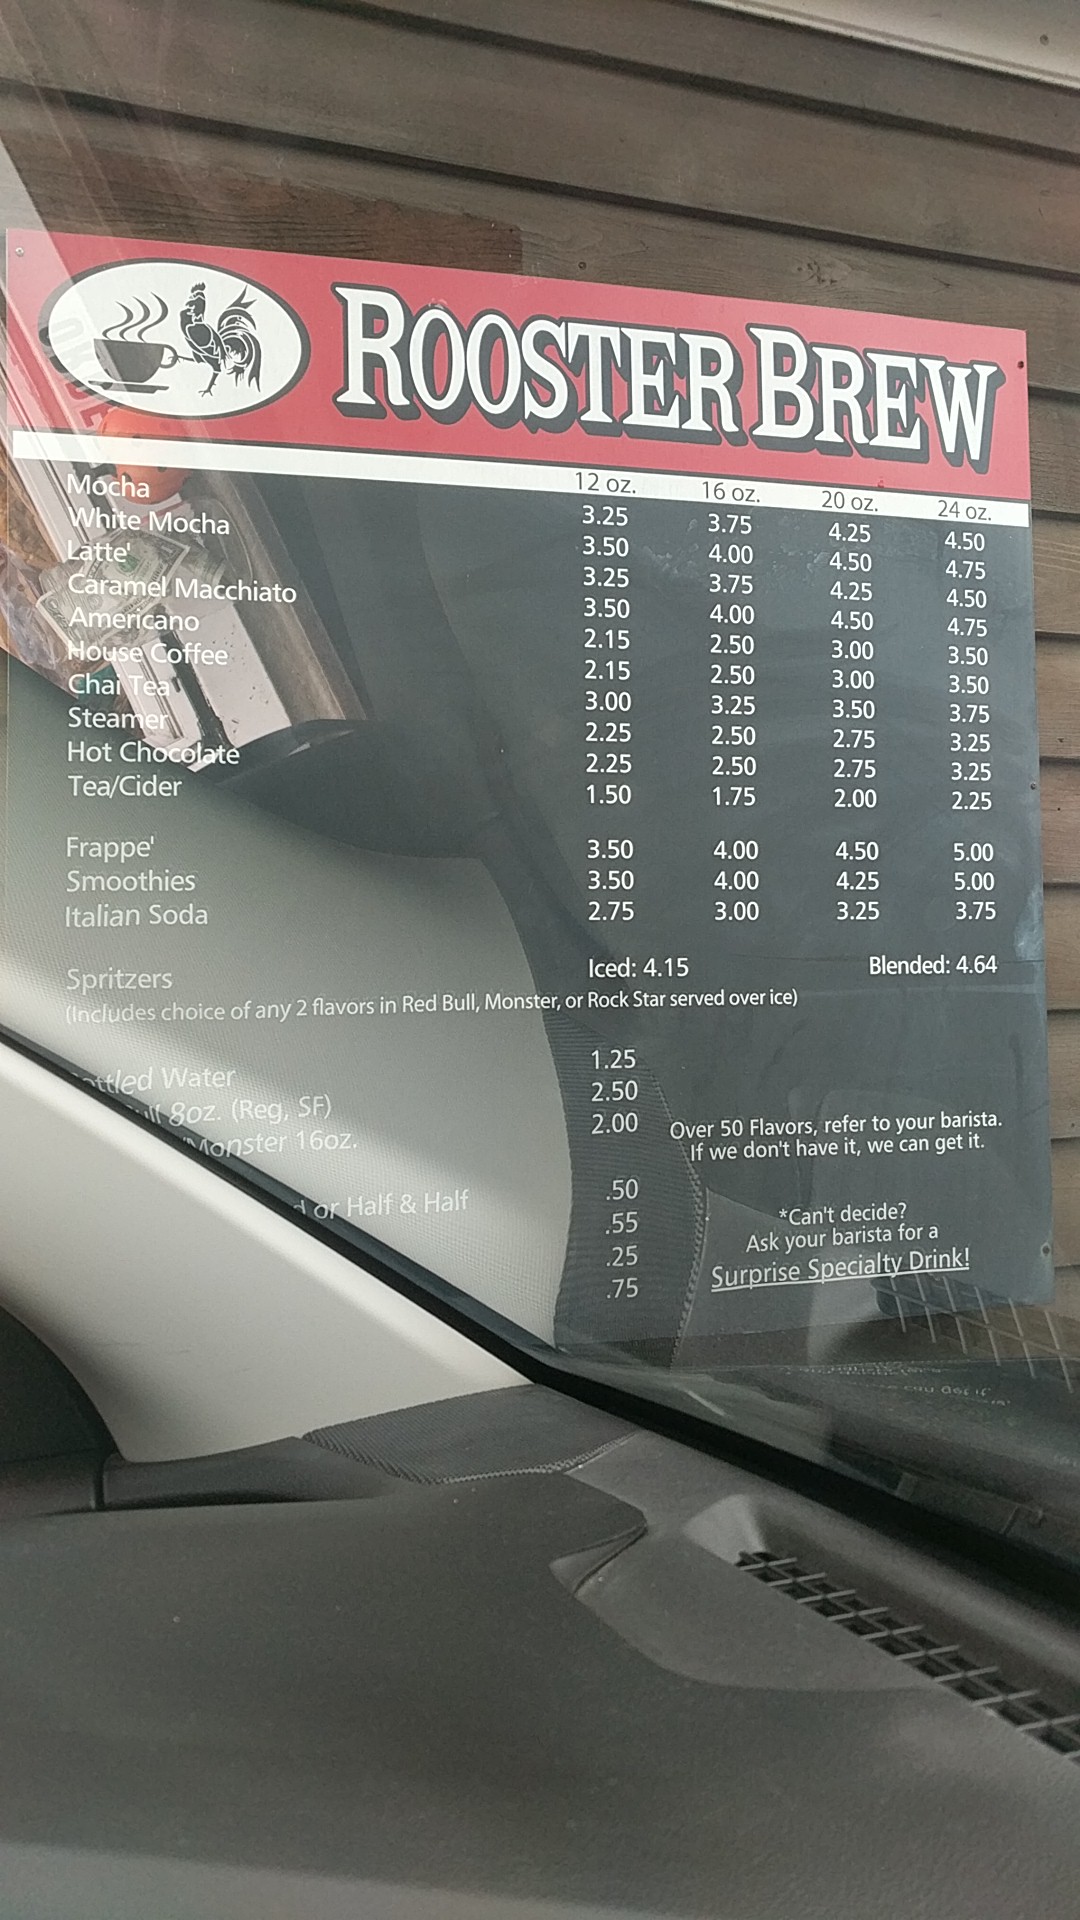 ROOSTER BREW
12 oz. 16 oz. 20 oz. 24 oz.
Mocha 3.25 3.75 4.25 4.50
White Mocha 3.50 4.00 4.50 4.75
Latte' 3.25 3.75 4.25 4.50
Caramel Macchiato 3.50 4.00 4.50 4.75
Americano 2.15 2.50 3.00 3.50
House Coffee 2.15 2.50 3.00 3.50
Chai Tea 3.00 3.25 3.50 3.75
Steamer 2.25 2.50 2.75 3.25
Hot Chocolate 2.25 2.50 2.75 3.25
Tea/Cider 1.50 1.75 2.00 2.25
Frappe' 3.50 4.00 4.50 5.00
Smoothies 3.50 4.00 4.25 5.00
Italian Soda 2.75 3.00 3.25 3.75
Spritzers Iced: 4.15 Blended: 4.64
(Includes choice of any 2 flavors in Red Bull, Monster, or Rock Star served over ice)
Water 1.25
8oz. (Reg, SF) 2.50
Monster 16oz. 2.00
Over 50 Flavors, refer to your barista.
If we don't have it, we can get it.
or Half & Half .50
.55
.25
.75
*Can't decide?
Ask your barista for a
Surprise Specialty Drink!